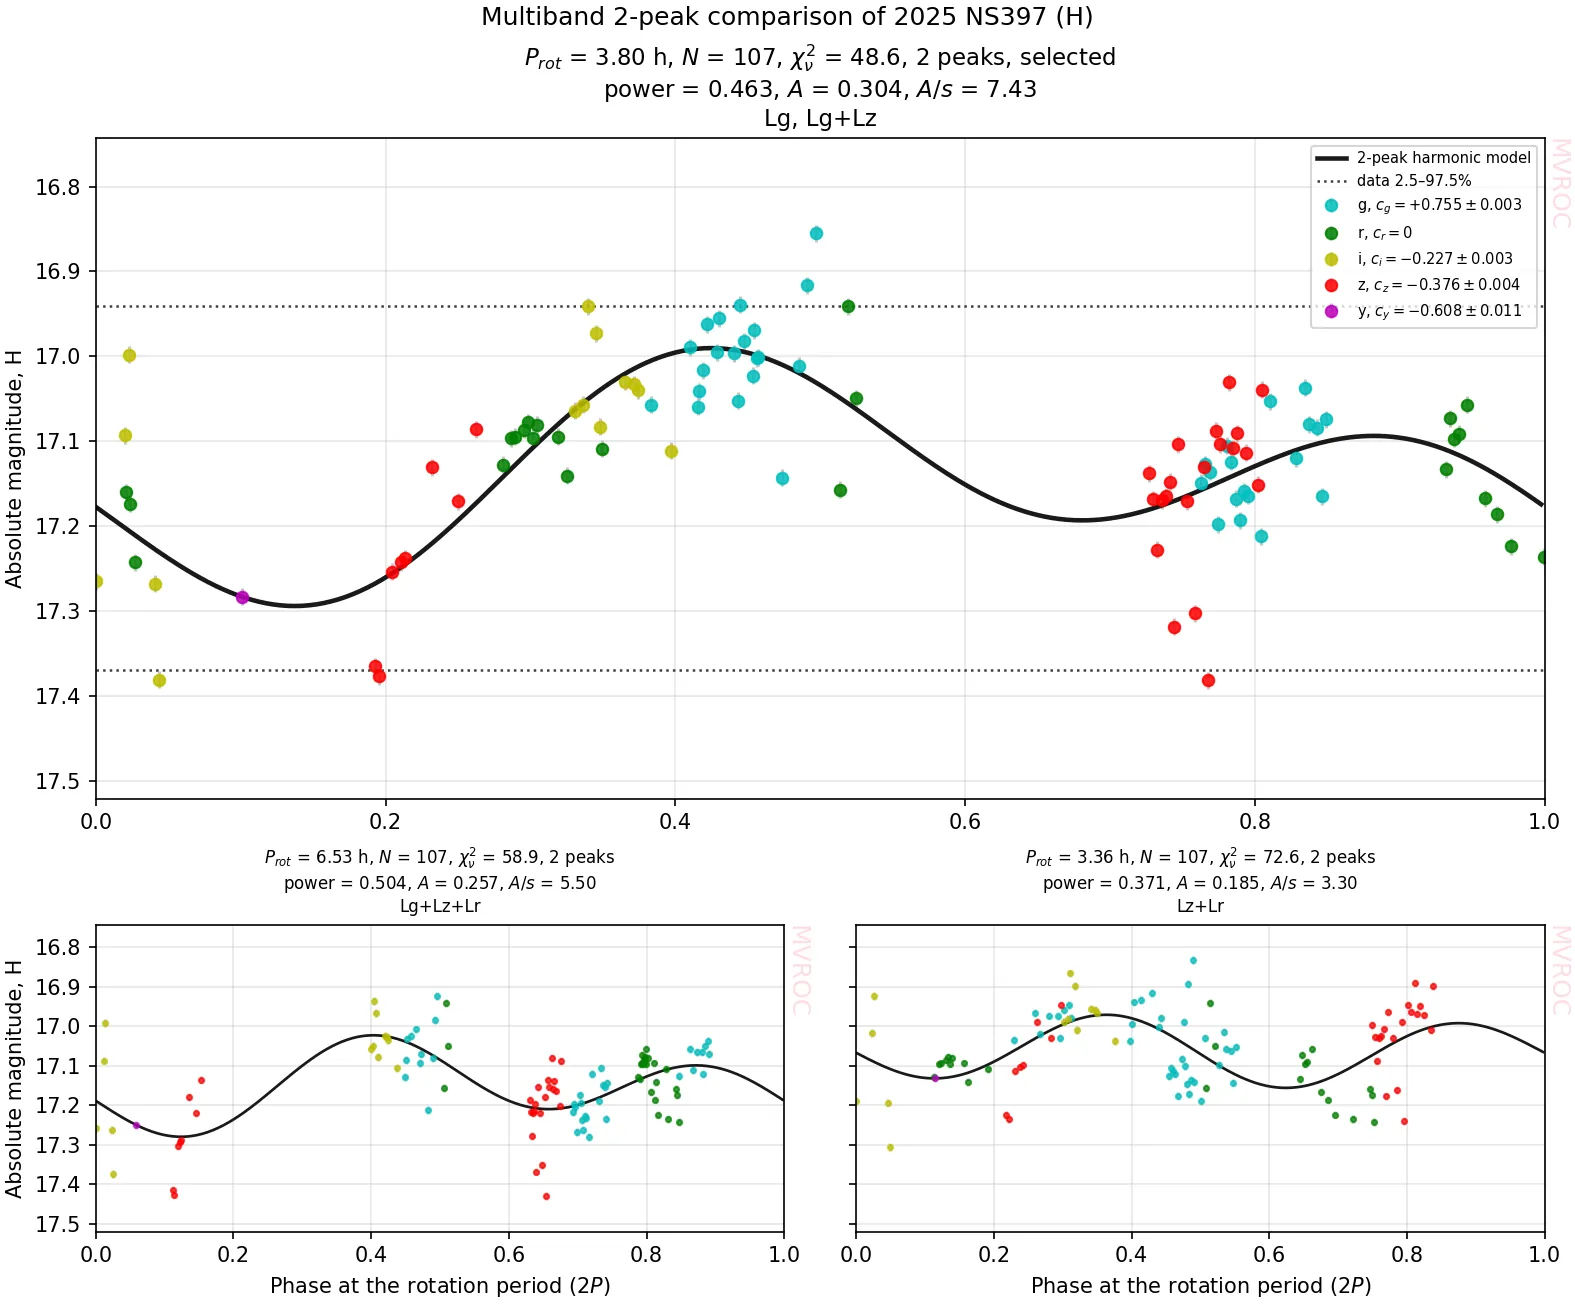 Multiband 2-peak comparison of 2025 NS397 (H)
P_rot = 3.80 h, N = 107, χ²_ν = 48.6, 2 peaks, selected
power = 0.463, A = 0.304, A/s = 7.43
Lg, Lg+Lz
2-peak harmonic model
data 2.5–97.5%
g, c_g = +0.755 ± 0.003
r, c_r = 0
i, c_i = −0.227 ± 0.003
z, c_z = −0.376 ± 0.004
y, c_y = −0.608 ± 0.011
MVROC
Absolute magnitude, H
16.8
16.9
17.0
17.1
17.2
17.3
17.4
17.5
0.0 0.2 0.4 0.6 0.8 1.0
P_rot = 6.53 h, N = 107, χ²_ν = 58.9, 2 peaks
power = 0.504, A = 0.257, A/s = 5.50
Lg+Lz+Lr
MVROC
Absolute magnitude, H
16.8
16.9
17.0
17.1
17.2
17.3
17.4
17.5
0.0 0.2 0.4 0.6 0.8 1.0
Phase at the rotation period (2P)
P_rot = 3.36 h, N = 107, χ²_ν = 72.6, 2 peaks
power = 0.371, A = 0.185, A/s = 3.30
Lz+Lr
MVROC
0.0 0.2 0.4 0.6 0.8 1.0
Phase at the rotation period (2P)